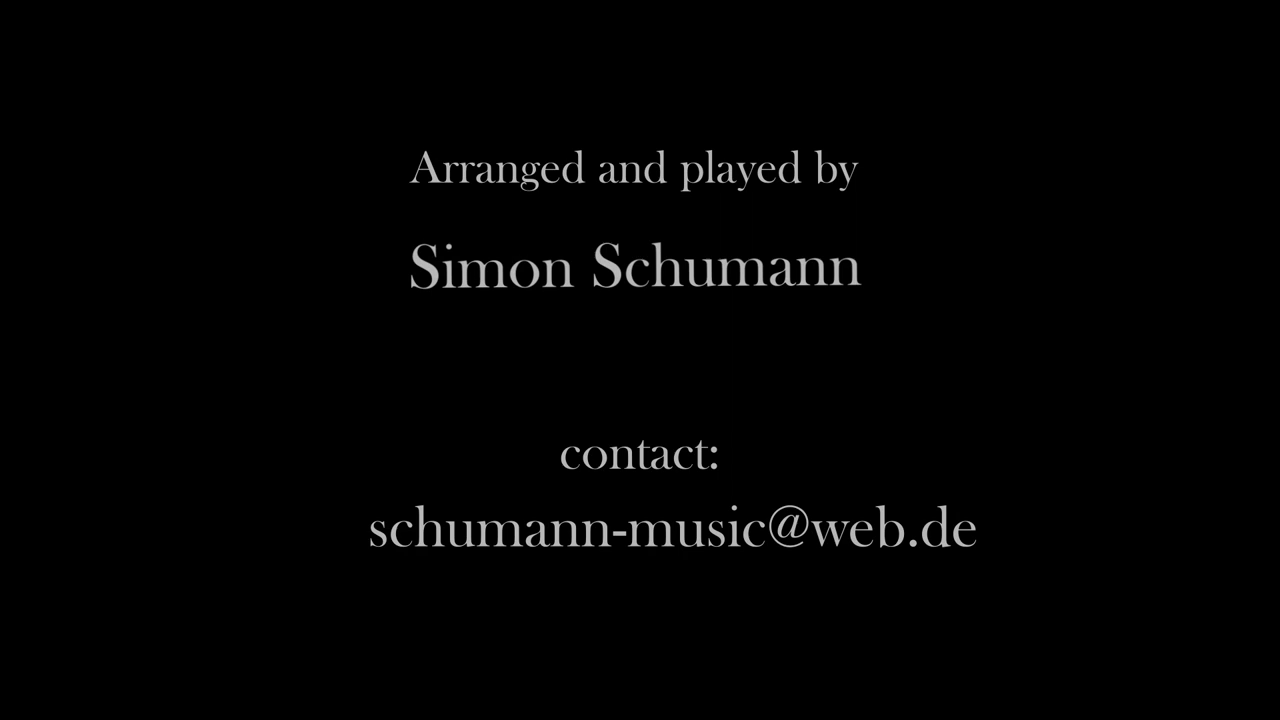 Arranged and played by
Simon Schumann
contact:
schumann-music@web.de